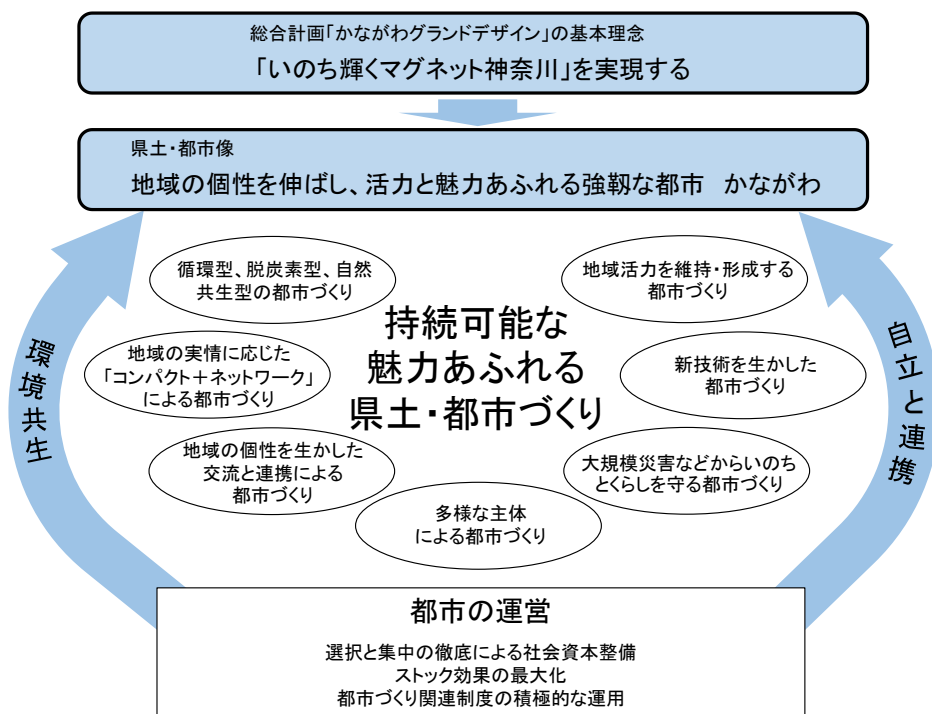 総合計画「かながわグランドデザイン」の基本理念
「いのち輝くマグネット神奈川」を実現する
県土・都市像
地域の個性を伸ばし、活力と魅力あふれる強靱な都市　かながわ
環境共生
循環型、脱炭素型、自然
共生型の都市づくり
地域の実情に応じた
「コンパクト＋ネットワーク」
による都市づくり
地域の個性を生かした
交流と連携による
都市づくり
持続可能な
魅力あふれる
県土・都市づくり
多様な主体
による都市づくり
地域活力を維持・形成する
都市づくり
新技術を生かした
都市づくり
大規模災害などからいのち
とくらしを守る都市づくり
自立と連携
都市の運営
選択と集中の徹底による社会資本整備
ストック効果の最大化
都市づくり関連制度の積極的な運用